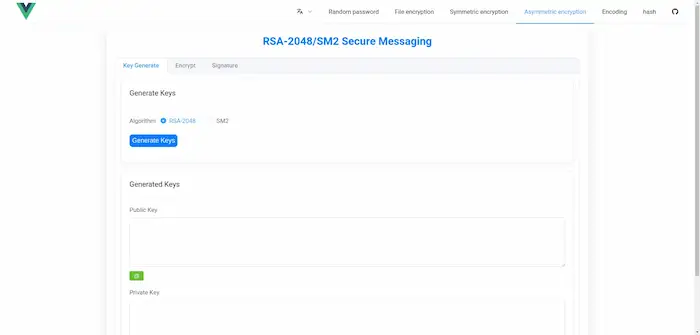 Random password File encryption Symmetric encryption Asymmetric encryption Encoding hash
RSA-2048/SM2 Secure Messaging
Key Generate Encrypt Signature
Generate Keys
Algorithm RSA-2048 SM2
Generate Keys
Generated Keys
Public Key
Private Key